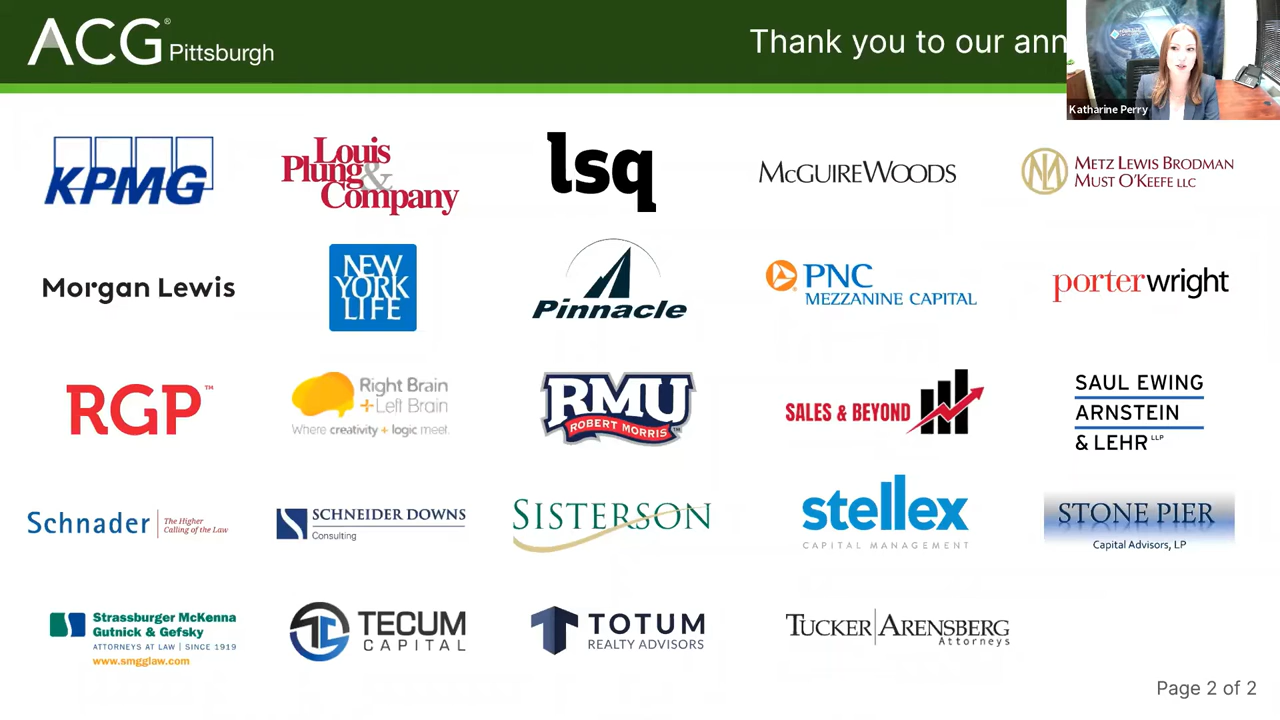 ACG® Pittsburgh
Thank you to our ann
Katharine Perry
KPMG
Louis
Plung &
Company
lsq
McGuireWoods
Metz Lewis Brodman
Must O'Keefe LLC
Morgan Lewis
NEW
YORK
LIFE
Pinnacle
PNC
MEZZANINE CAPITAL
porterwright
RGP™
Right Brain
+Left Brain
Where creativity + logic meet.
RMU
ROBERT MORRIS
SALES & BEYOND
SAUL EWING
ARNSTEIN
& LEHR LLP
Schnader
The Higher
Calling of the Law
SCHNEIDER DOWNS
Consulting
SISTERSON
stellex
CAPITAL MANAGEMENT
STONE PIER
Capital Advisors, LP
Strassburger McKenna
Gutnick & Gefsky
ATTORNEYS AT LAW | SINCE 1919
www.smgglaw.com
TECUM
CAPITAL
TOTUM
REALTY ADVISORS
TUCKER|ARENSBERG
Attorneys
Page 2 of 2